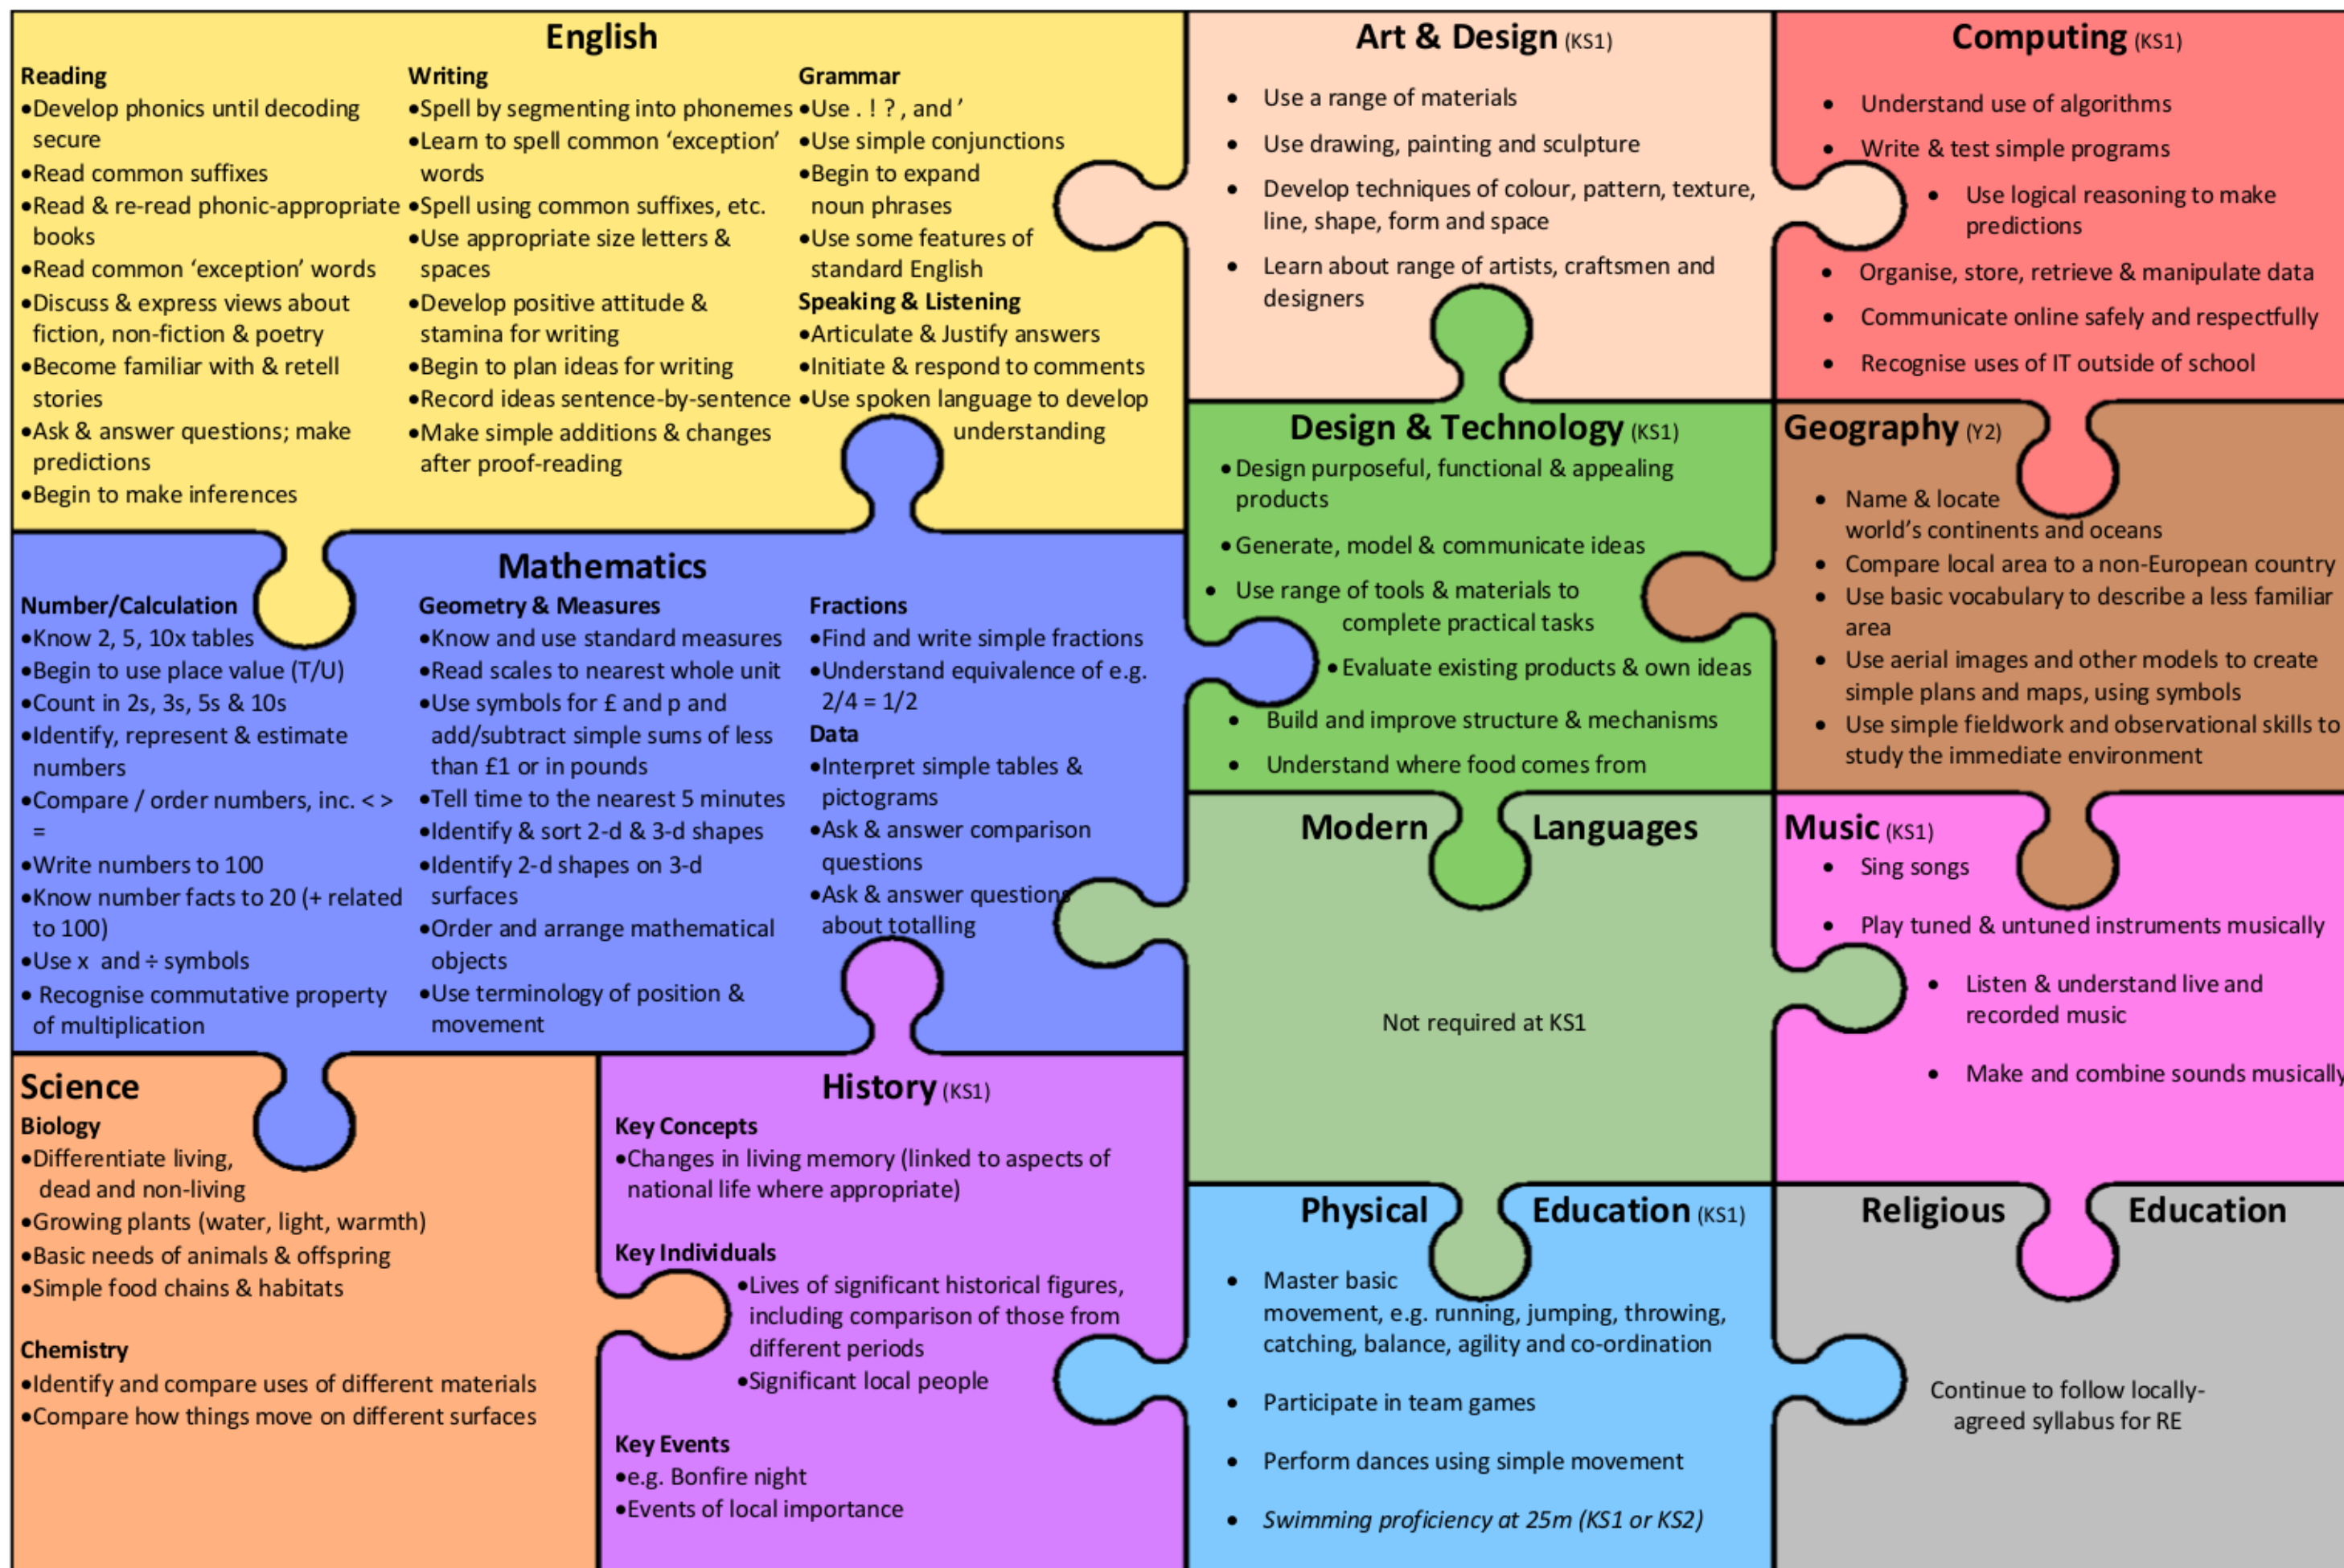 English
Reading
•Develop phonics until decoding
secure
•Read common suffixes
•Read & re-read phonic-appropriate
books
•Read common ‘exception’ words
•Discuss & express views about
fiction, non-fiction & poetry
•Become familiar with & retell
stories
•Ask & answer questions; make
predictions
•Begin to make inferences
Writing
•Spell by segmenting into phonemes
•Learn to spell common ‘exception’
words
•Spell using common suffixes, etc.
•Use appropriate size letters &
spaces
•Develop positive attitude &
stamina for writing
•Begin to plan ideas for writing
•Record ideas sentence-by-sentence
•Make simple additions & changes
after proof-reading
Grammar
•Use . ! ? , and ’
•Use simple conjunctions
•Begin to expand
noun phrases
•Use some features of
standard English
Speaking & Listening
•Articulate & Justify answers
•Initiate & respond to comments
•Use spoken language to develop
understanding
Art & Design (KS1)
• Use a range of materials
• Use drawing, painting and sculpture
• Develop techniques of colour, pattern, texture,
line, shape, form and space
• Learn about range of artists, craftsmen and
designers
Computing (KS1)
• Understand use of algorithms
• Write & test simple programs
• Use logical reasoning to make
predictions
• Organise, store, retrieve & manipulate data
• Communicate online safely and respectfully
• Recognise uses of IT outside of school
Mathematics
Number/Calculation
•Know 2, 5, 10x tables
•Begin to use place value (T/U)
•Count in 2s, 3s, 5s & 10s
•Identify, represent & estimate
numbers
•Compare / order numbers, inc. < >
=
•Write numbers to 100
•Know number facts to 20 (+ related
to 100)
•Use x and ÷ symbols
• Recognise commutative property
of multiplication
Geometry & Measures
•Know and use standard measures
•Read scales to nearest whole unit
•Use symbols for £ and p and
add/subtract simple sums of less
than £1 or in pounds
•Tell time to the nearest 5 minutes
•Identify & sort 2-d & 3-d shapes
•Identify 2-d shapes on 3-d
surfaces
•Order and arrange mathematical
objects
•Use terminology of position &
movement
Fractions
•Find and write simple fractions
•Understand equivalence of e.g.
2/4 = 1/2
Data
•Interpret simple tables &
pictograms
•Ask & answer comparison
questions
•Ask & answer questions
about totalling
Design & Technology (KS1)
•Design purposeful, functional & appealing
products
•Generate, model & communicate ideas
• Use range of tools & materials to
complete practical tasks
•Evaluate existing products & own ideas
• Build and improve structure & mechanisms
• Understand where food comes from
Geography (Y2)
• Name & locate
world’s continents and oceans
• Compare local area to a non-European country
• Use basic vocabulary to describe a less familiar
area
• Use aerial images and other models to create
simple plans and maps, using symbols
• Use simple fieldwork and observational skills to
study the immediate environment
Modern Languages
Not required at KS1
Music (KS1)
• Sing songs
• Play tuned & untuned instruments musically
• Listen & understand live and
recorded music
• Make and combine sounds musically
Science
Biology
•Differentiate living,
dead and non-living
•Growing plants (water, light, warmth)
•Basic needs of animals & offspring
•Simple food chains & habitats
Chemistry
•Identify and compare uses of different materials
•Compare how things move on different surfaces
History (KS1)
Key Concepts
•Changes in living memory (linked to aspects of
national life where appropriate)
Key Individuals
•Lives of significant historical figures,
including comparison of those from
different periods
•Significant local people
Key Events
•e.g. Bonfire night
•Events of local importance
Physical Education (KS1)
• Master basic
movement, e.g. running, jumping, throwing,
catching, balance, agility and co-ordination
• Participate in team games
• Perform dances using simple movement
• Swimming proficiency at 25m (KS1 or KS2)
Religious Education
Continue to follow locally-
agreed syllabus for RE